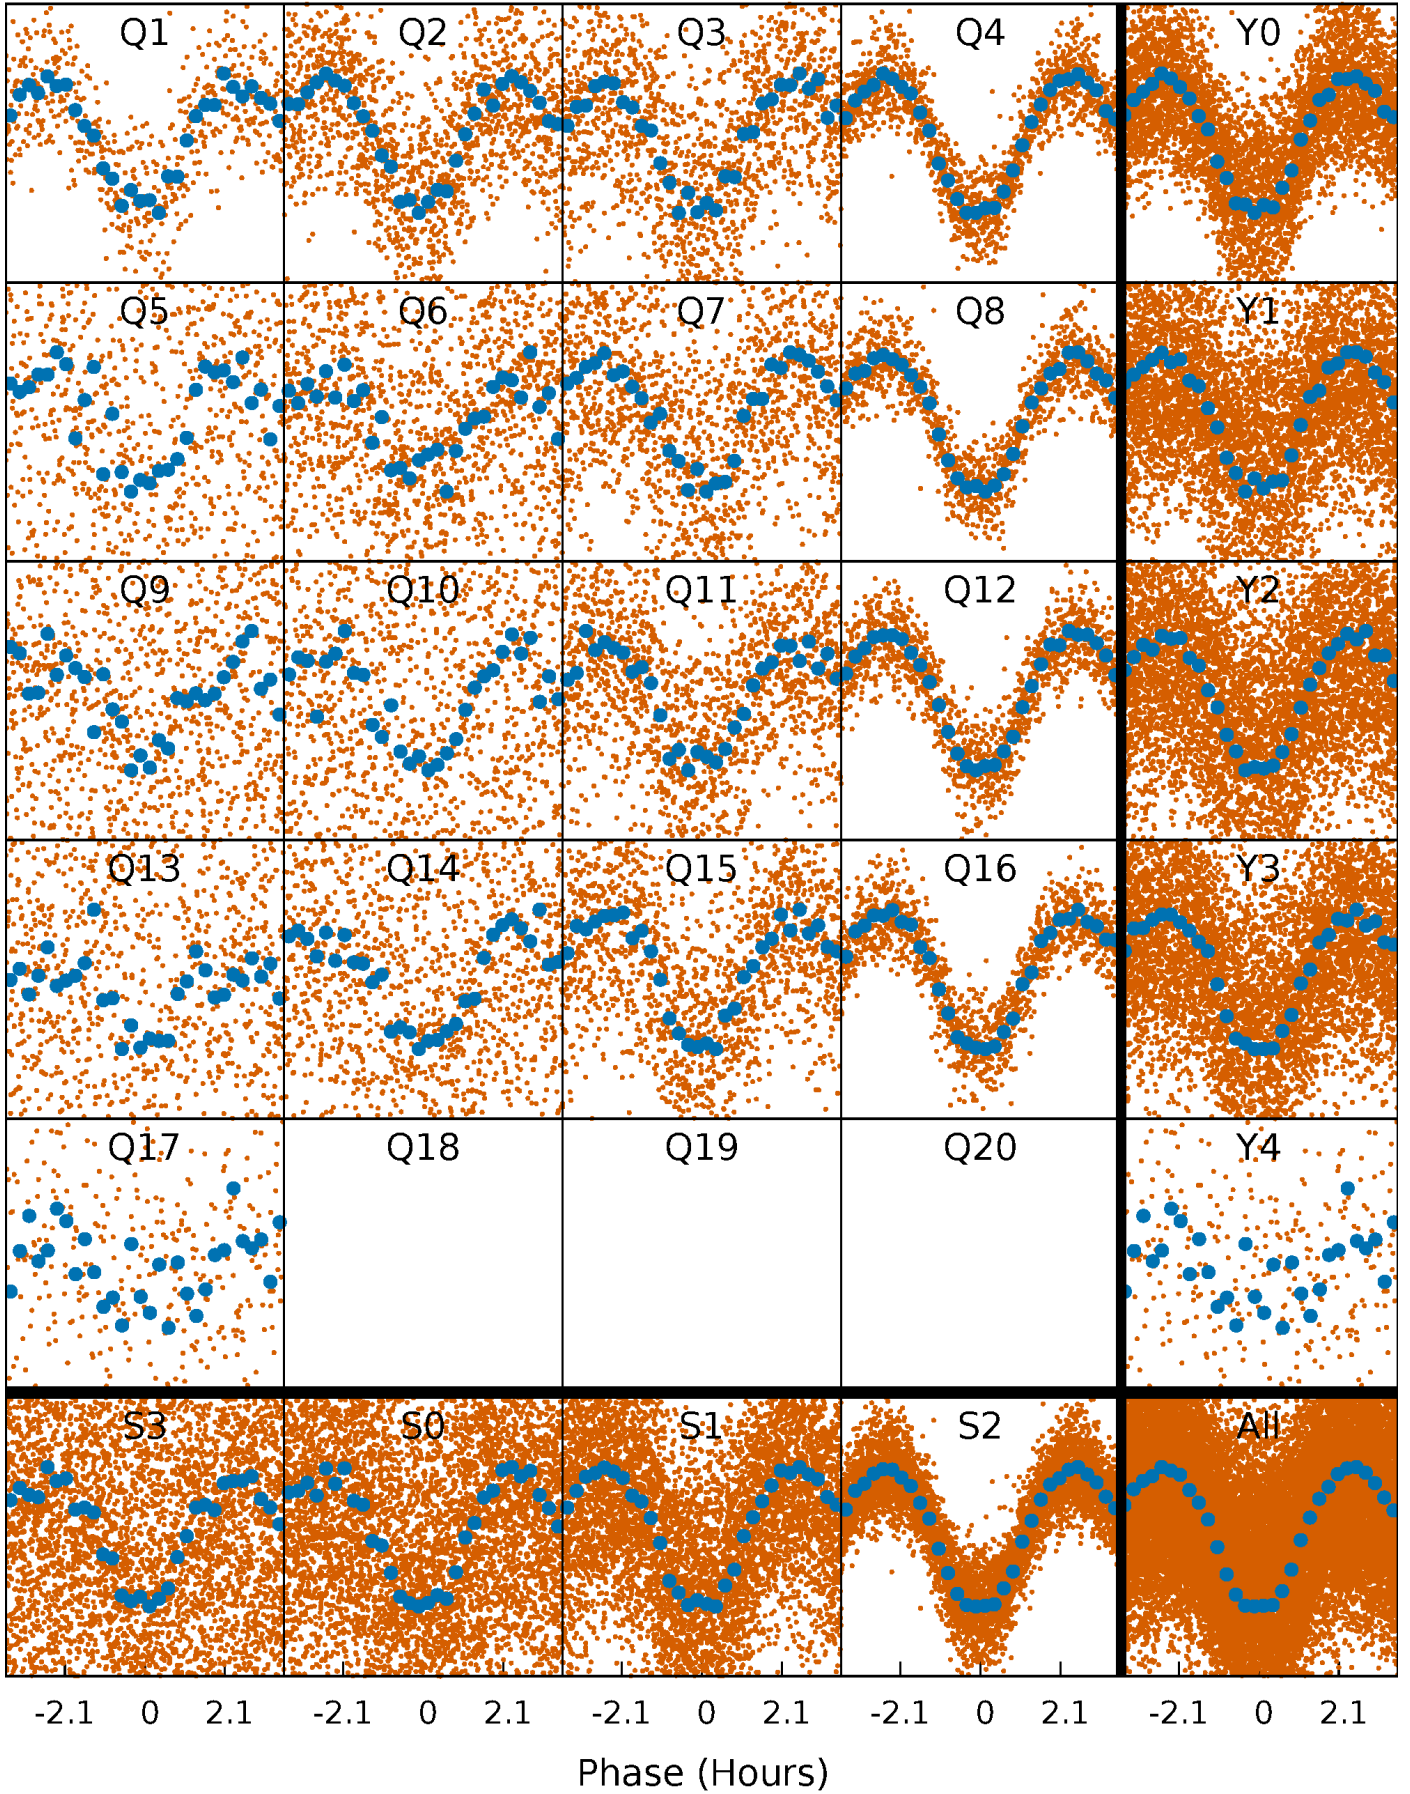 Q1 Q2 Q3 Q4 Y0
Q5 Q6 Q7 Q8 Y1
Q9 Q10 Q11 Q12 Y2
Q13 Q14 Q15 Q16 Y3
Q17 Q18 Q19 Q20 Y4
S3 S0 S1 S2 All
-2.1 0 2.1 -2.1 0 2.1 -2.1 0 2.1 -2.1 0 2.1 -2.1 0 2.1
Phase (Hours)